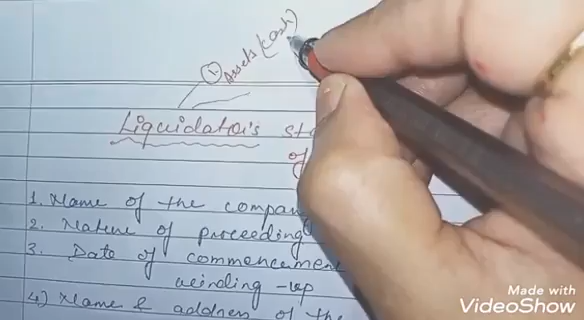 ① Assets (cash)
Liquidator's st
of
1. Name of the compan
2. Nature of proceeding
3. Date of commencement
winding-up
4) Name & address of the
Made with
VideoShow